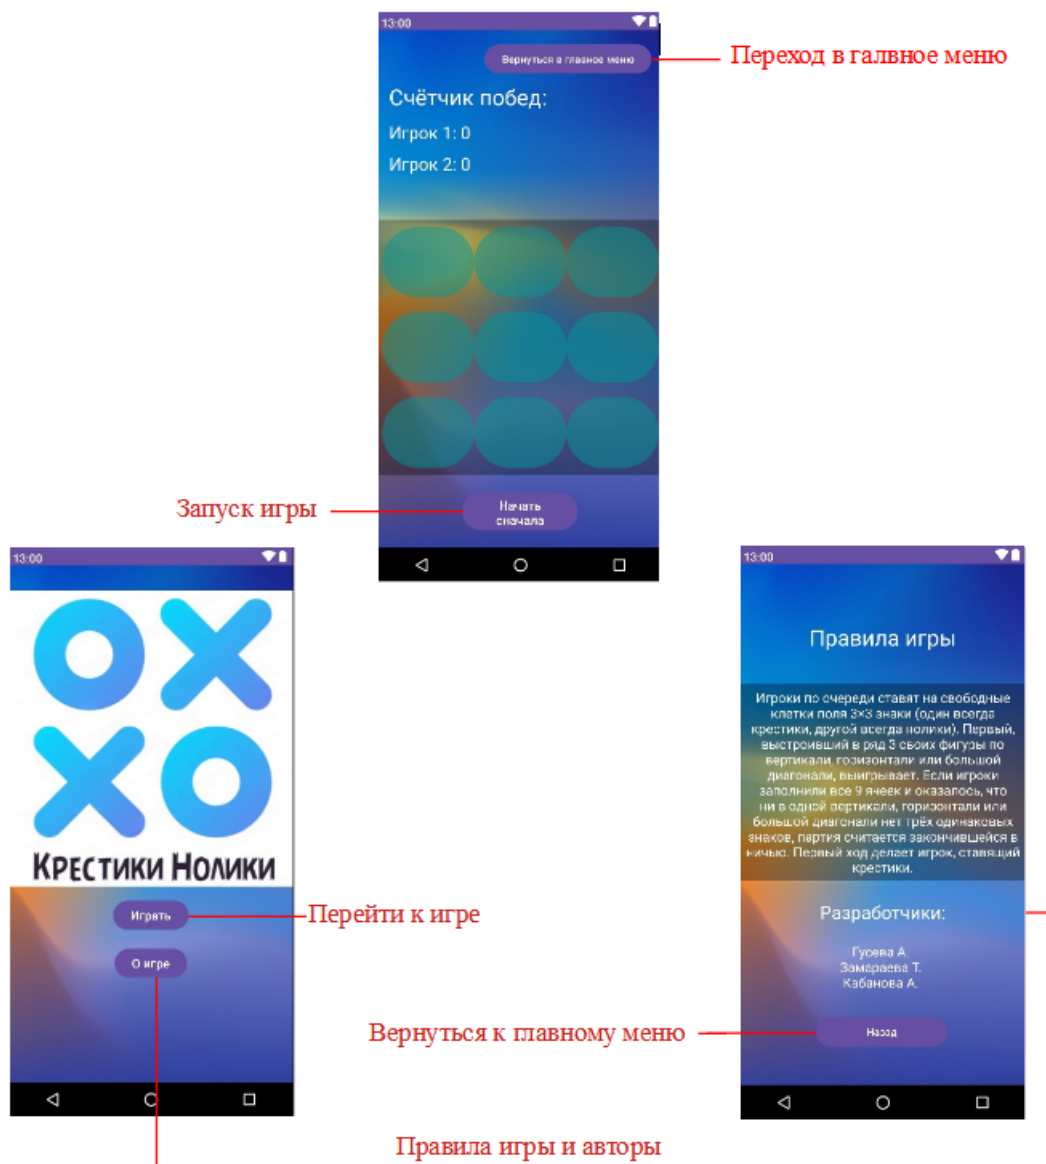 13:00
Вернуться в главное меню
Переход в галвное меню
Счётчик побед:
Игрок 1: 0
Игрок 2: 0
Запуск игры
Начать
сначала
13:00
КРЕСТИКИ НОЛИКИ
Играть
Перейти к игре
О игре
13:00
Правила игры
Игроки по очереди ставят на свободные
клетки поля 3×3 знаки (один всегда
крестики, другой всегда нолики). Первый,
выстроивший в ряд 3 своих фигуры по
вертикали, горизонтали или большой
диагонали, выигрывает. Если игроки
заполнили все 9 ячеек и оказалось, что
ни в одной вертикали, горизонтали или
большой диагонали нет трёх одинаковых
знаков, партия считается закончившейся в
ничью. Первый ход делает игрок, ставящий
крестики.
Разработчики:
Гусева А.
Замараева Т.
Кабанова А.
Вернуться к главному меню
Назад
Правила игры и авторы